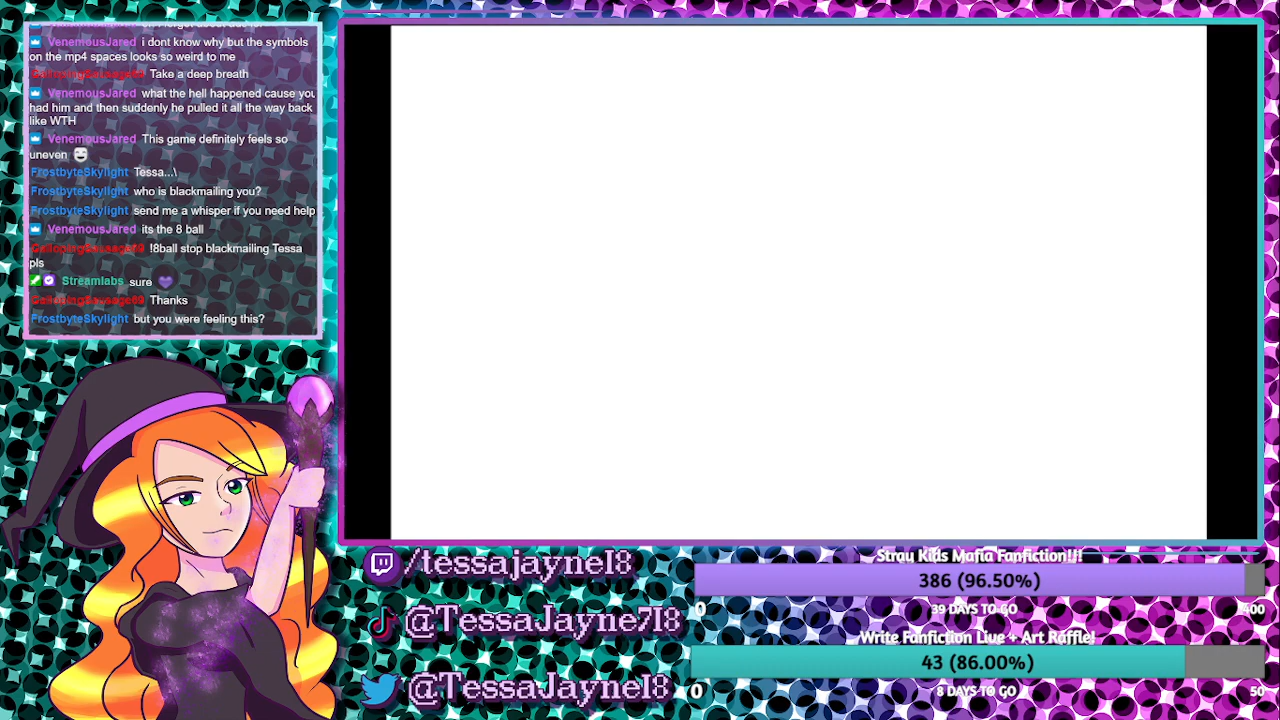 VenemousJared i dont know why but the symbols
on the mp4 spaces looks so weird to me
Take a deep breath
VenemousJared what the hell happened cause you
had him and then suddenly he pulled it all the way back
like WTH
VenemousJared This game definitely feels so
uneven
FrostbyteSkylight Tessa...\
FrostbyteSkylight who is blackmailing you?
FrostbyteSkylight send me a whisper if you need help
VenemousJared its the 8 ball
GallopingSausage69 !8ball stop blackmailing Tessa
pls
Streamlabs sure
GallopingSausage69 Thanks
FrostbyteSkylight but you were feeling this?
/tessajayne18
@TessaJayne718
@TessaJayne18
Stray Kids Mafia Fanfiction!!!
386 (96.50%)
0 39 DAYS TO GO 400
Write Fanfiction Live + Art Raffle!
43 (86.00%)
0 8 DAYS TO GO 50